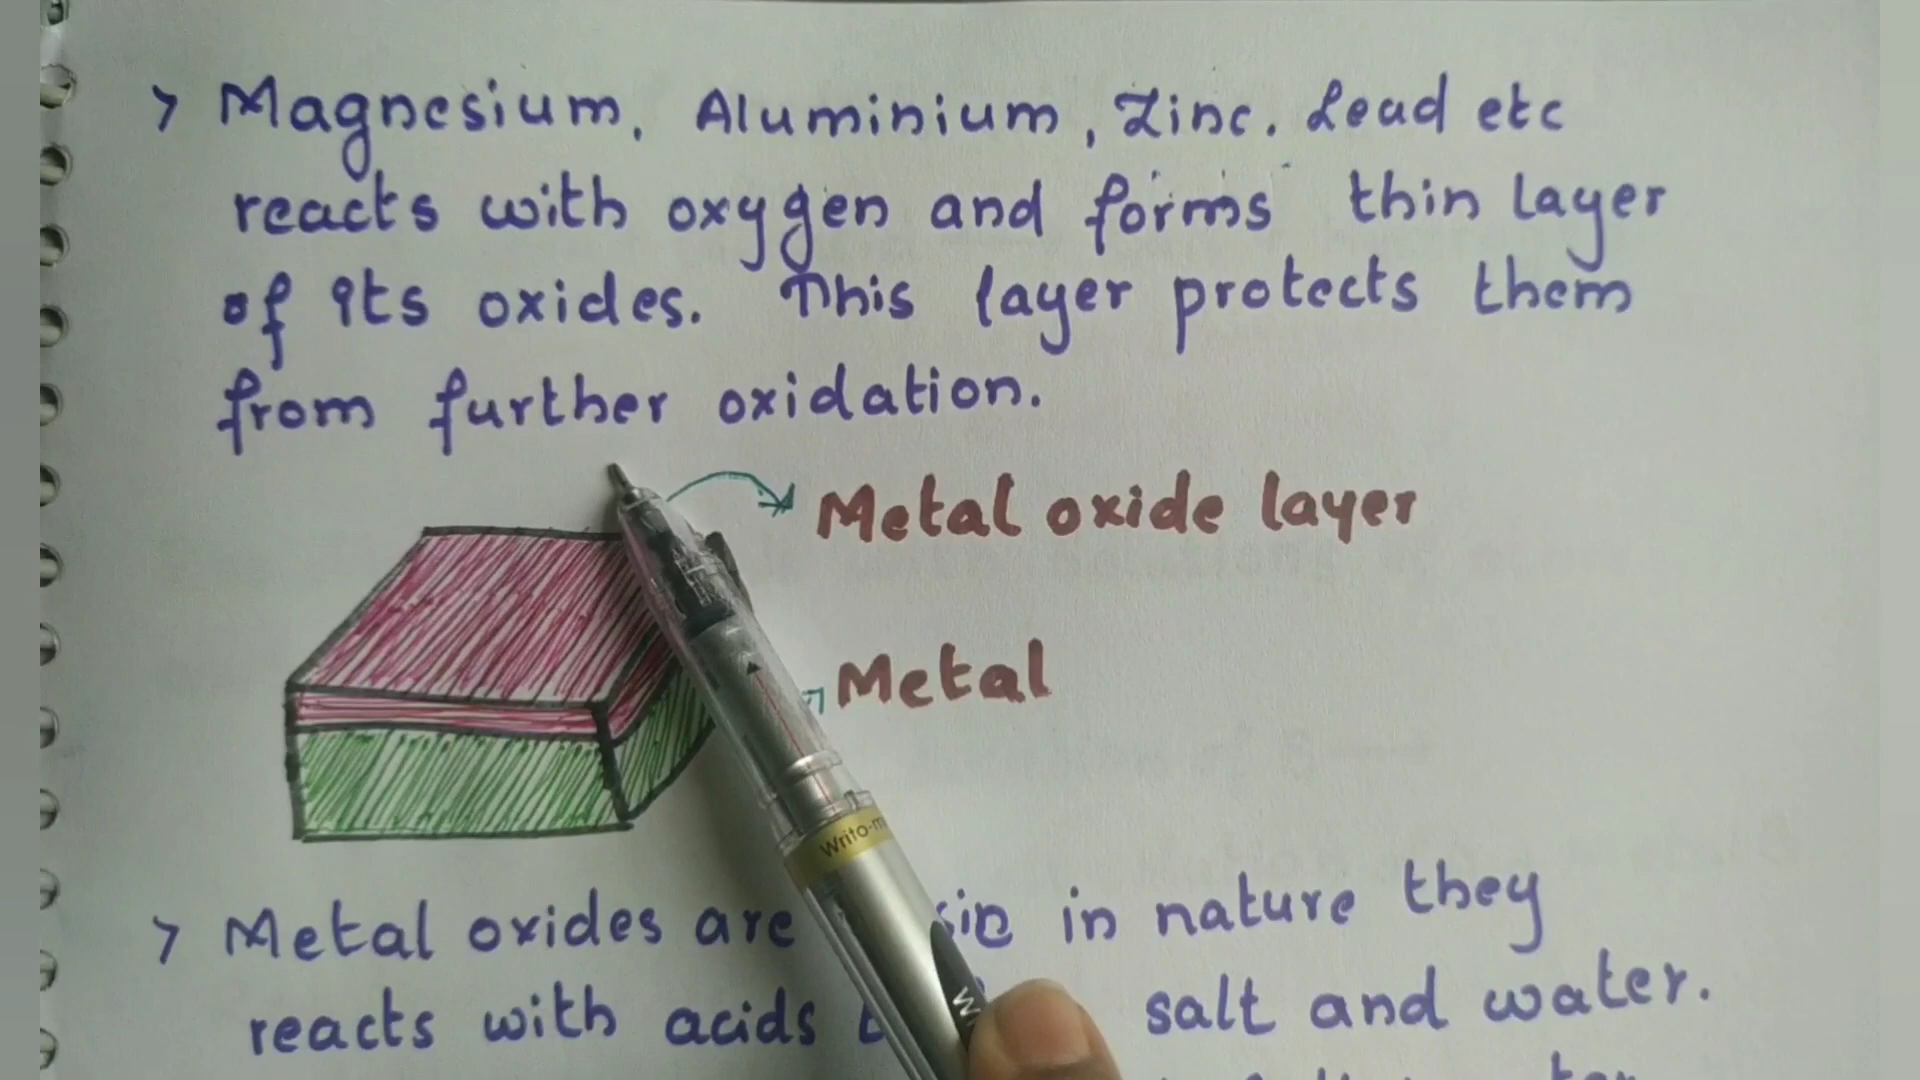 > Magnesium, Aluminium, Zinc. Lead etc
reacts with oxygen and forms thin layer
of its oxides. This layer protects them
from further oxidation.
Metal oxide layer
Metal
Writo-m
> Metal oxides are in nature they
reacts with acids salt and water.